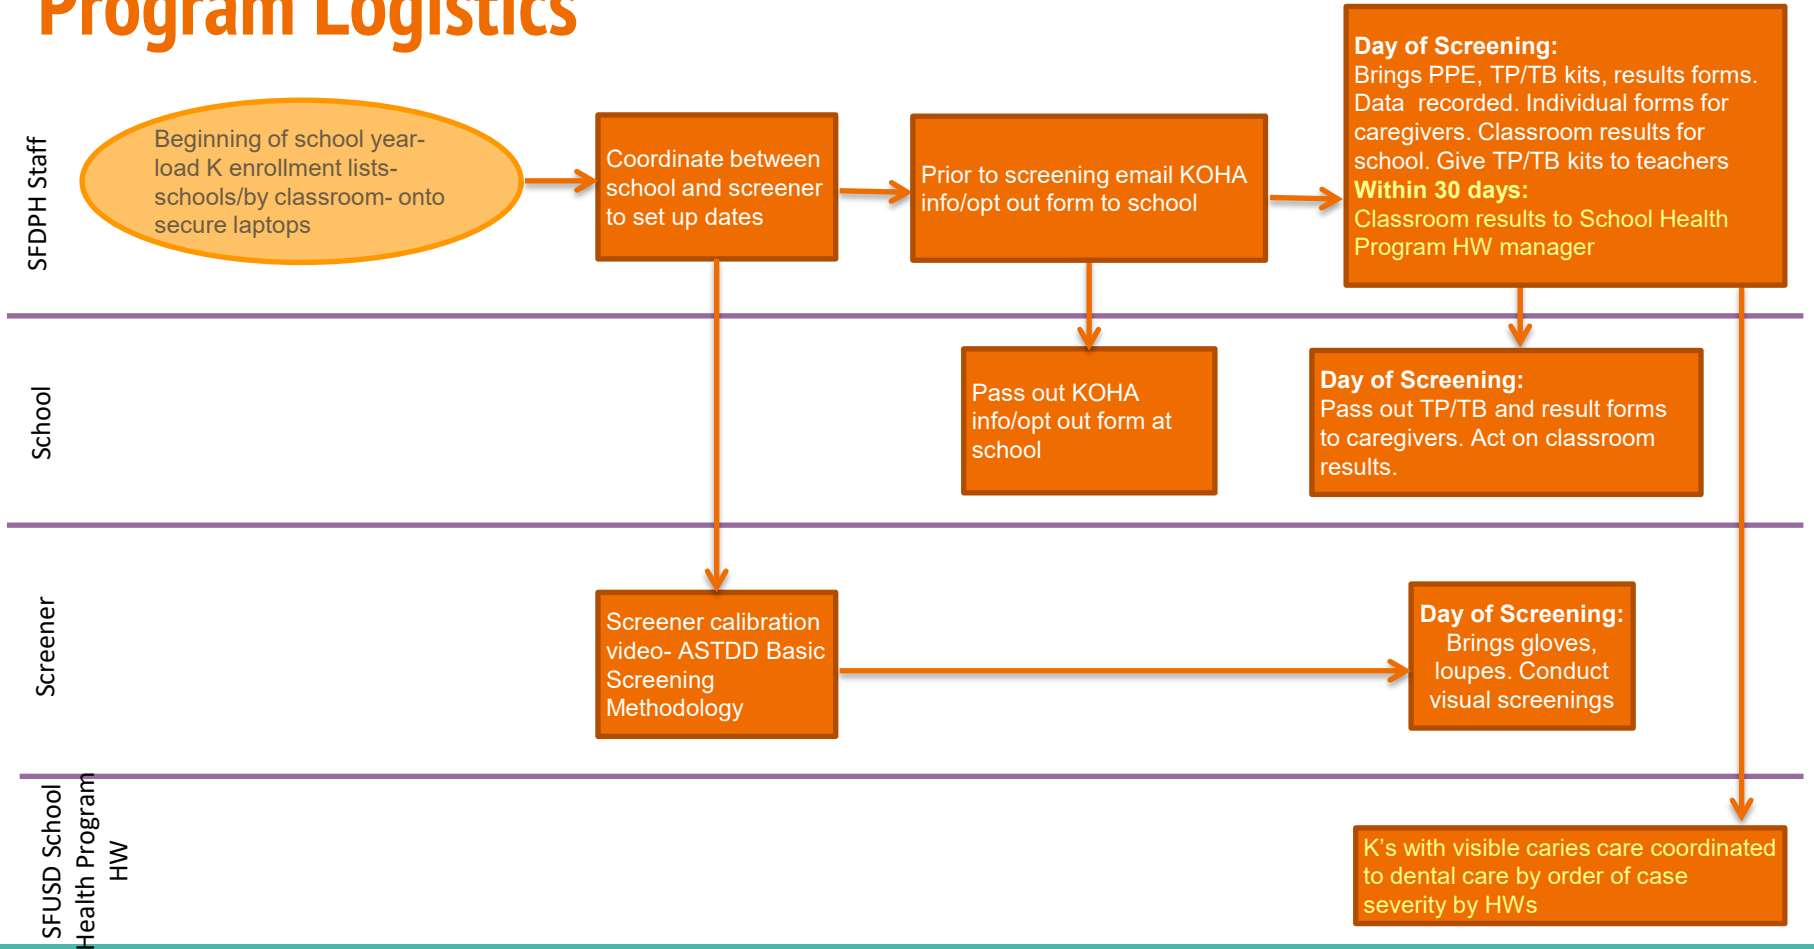 Program Logistics
SFDPH Staff
Beginning of school year-
load K enrollment lists-
schools/by classroom- onto
secure laptops
Coordinate between
school and screener
to set up dates
Prior to screening email KOHA
info/opt out form to school
Day of Screening:
Brings PPE, TP/TB kits, results forms.
Data  recorded. Individual forms for
caregivers. Classroom results for
school. Give TP/TB kits to teachers
Within 30 days:
Classroom results to School Health
Program HW manager
School
Pass out KOHA
info/opt out form at
school
Day of Screening:
Pass out TP/TB and result forms
to caregivers. Act on classroom
results.
Screener
Screener calibration
video- ASTDD Basic
Screening
Methodology
Day of Screening:
Brings gloves,
loupes. Conduct
visual screenings
SFUSD School
Health Program
HW
K's with visible caries care coordinated
to dental care by order of case
severity by HWs